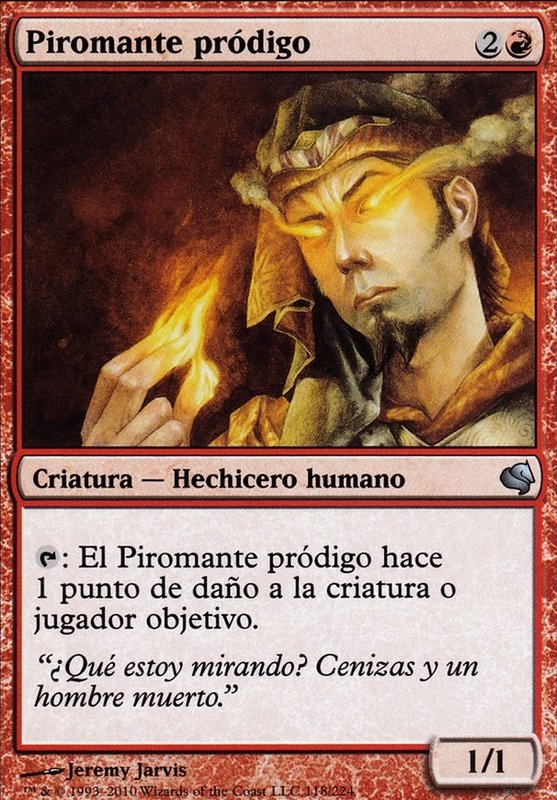 Piromante pródigo
2
Criatura — Hechicero humano
: El Piromante pródigo hace
1 punto de daño a la criatura o
jugador objetivo.
“¿Qué estoy mirando? Cenizas y un
hombre muerto.”
1/1
Jeremy Jarvis
™ & © 1993–2010 Wizards of the Coast LLC 118/224